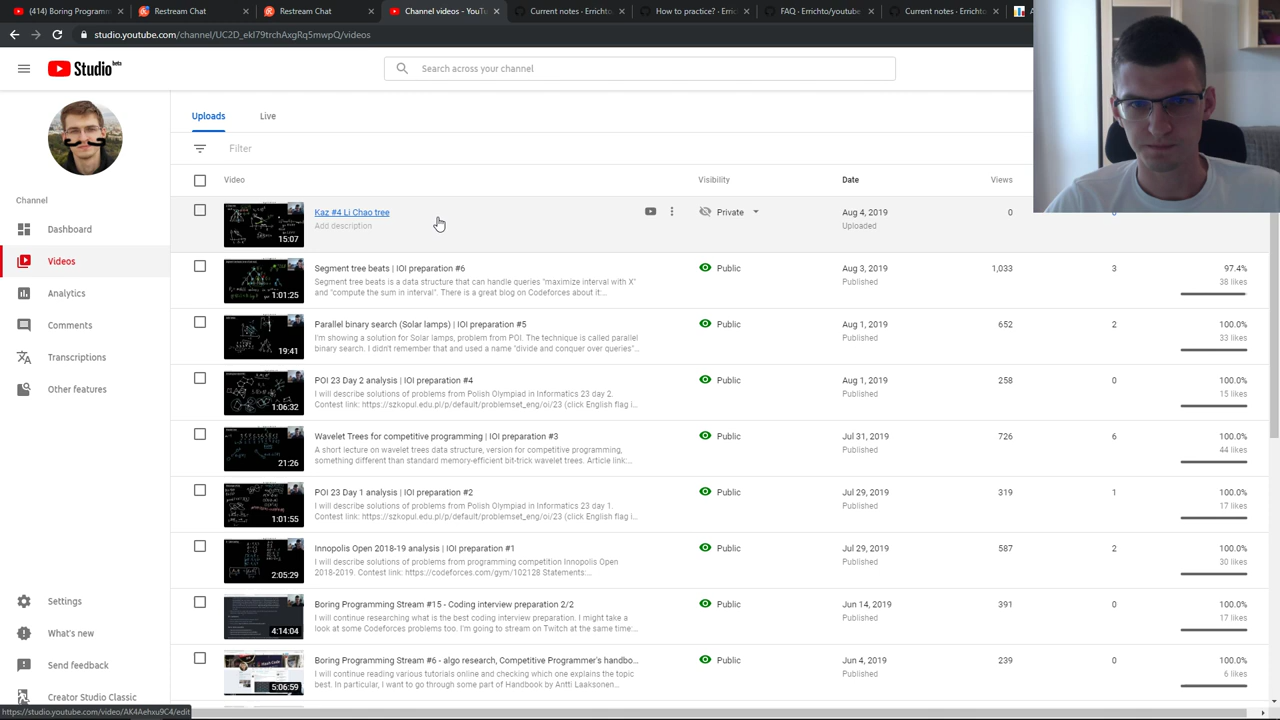 (414) Boring Programm
Restream Chat
Restream Chat
Channel videos - YouTu
Current notes - Enrichto
How to provide overnigh
FAQ - Enrichto
Current notes - Enrichto
studio.youtube.com/channel/UC2D_
Studio beta
Search across your channel
Uploads
Live
Filter
Channel
Dashboard
Videos
Analytics
Comments
Transcriptions
Other features
Settings
What's new
Send feedback
Creator Studio Classic
Video
Visibility
Date
Views
Kaz #4 Li Chao tree
Add description
15:07
Private
Aug 4, 2019
Uploaded
0
0
Segment tree beats | IOI preparation #6
Segment tree beats is a data structure that can handle queries "maximize interval, with X"
and "compute the sum in interval". There is a great blog on Codeforces about it…
1:01:25
Public
Aug 3, 2019
Published
1,033
3
97.4%
38 likes
Parallel binary search (Solar lamps) | IOI preparation #5
I'm showing a solution for Solar lamps, problem from POI. The technique is called parallel
binary search. I didn't remember that and used a name "divide and conquer over queries"…
19:41
Public
Aug 1, 2019
Published
652
2
100.0%
33 likes
POI 23 Day 2 analysis | IOI preparation #4
I will describe solutions of problems from Polish Olympiad in Informatics 23 day 2.
Contest link: https://szkopul.edu.pl/p/default/problemset_eng/oi/23 (click English flag i…
1:06:32
Public
Aug 1, 2019
Published
258
0
100.0%
15 likes
Wavelet Trees for competitive programming | IOI preparation #3
A short lecture on wavelet trees data structure, version for competitive programming,
something different than standard memory-efficient bit-trick wavelet trees. Article link:…
21:26
Public
Jul 31, 2019
Published
726
6
100.0%
44 likes
POI 23 Day 1 analysis | IOI preparation #2
I will describe solutions of problems from Polish Olympiad in Informatics 23 day 1.
Contest link: https://szkopul.edu.pl/p/default/problemset_eng/oi/23 (click English flag i…
1:01:55
Public
Published
319
1
100.0%
17 likes
Innopolis Open 2018-19 analysis | IOI preparation #1
I will describe solutions of problems from programming contest Innopolis Open
2018-2019. Contest link: https://codeforces.com/gym/102128 Statements:…
2:05:29
Public
Published
587
2
100.0%
30 likes
Boring Programming Stream #15 - Coding interview preparation 2/2
I will continue researching what is the best coding interview preparation. I might take a
look at some Codeforces problems too. I'm streaming also to Twitch at the same time:…
4:14:04
Public
Jun 14, 2019
Published
391
0
100.0%
17 likes
Boring Programming Stream #6 - algo research, Competitive Programmer's handbo…
I will continue reading various tutorials online and checking which one explains the topic
best. In particular, I want to go through some part of Handbook by Antti Laaksonen…
5:06:59
Public
Jun 4, 2019
Published
239
0
100.0%
6 likes
https://studio.youtube.com/video/AK4Aehxu9C4/edit